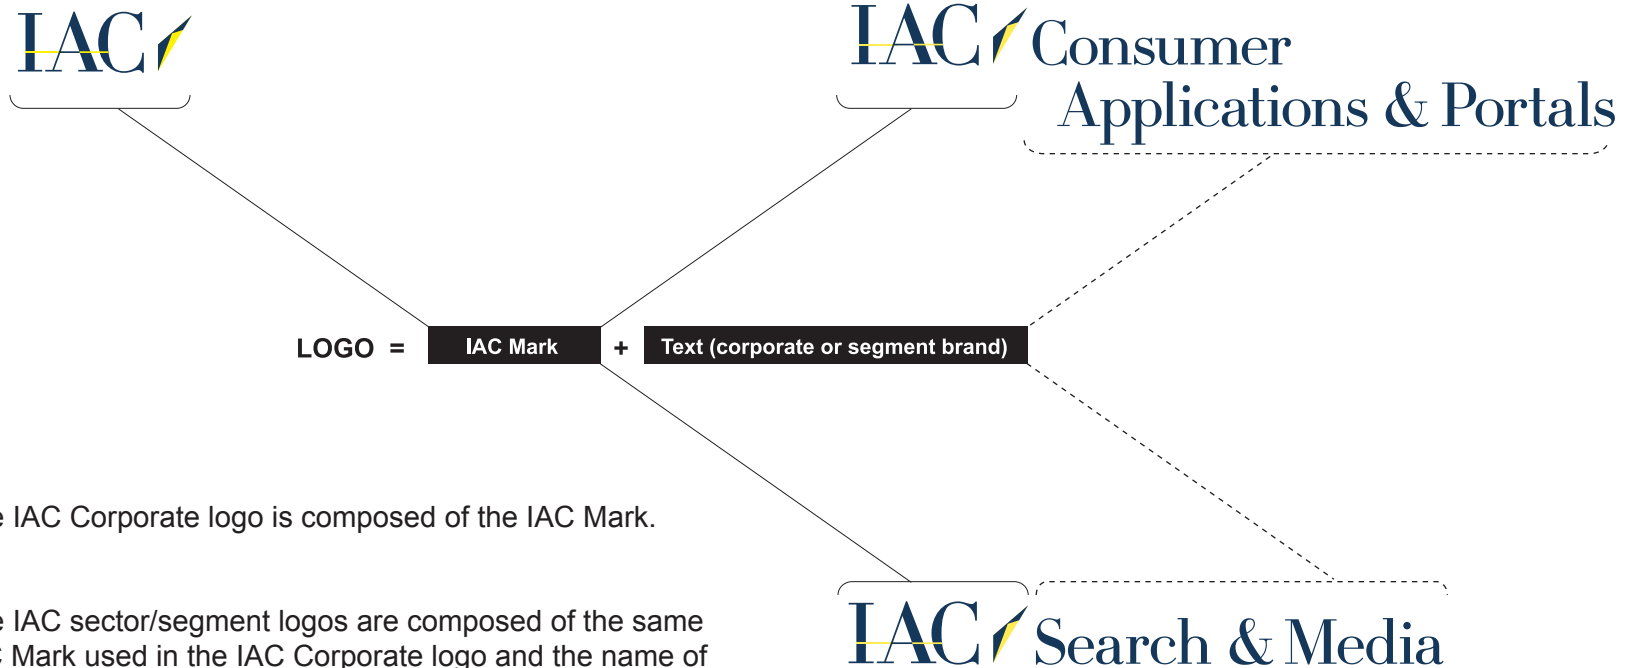 IAC
IAC Consumer
Applications & Portals
LOGO = IAC Mark + Text (corporate or segment brand)
IAC Corporate logo is composed of the IAC Mark.
IAC sector/segment logos are composed of the same
Mark used in the IAC Corporate logo and the name of
IAC Search & Media